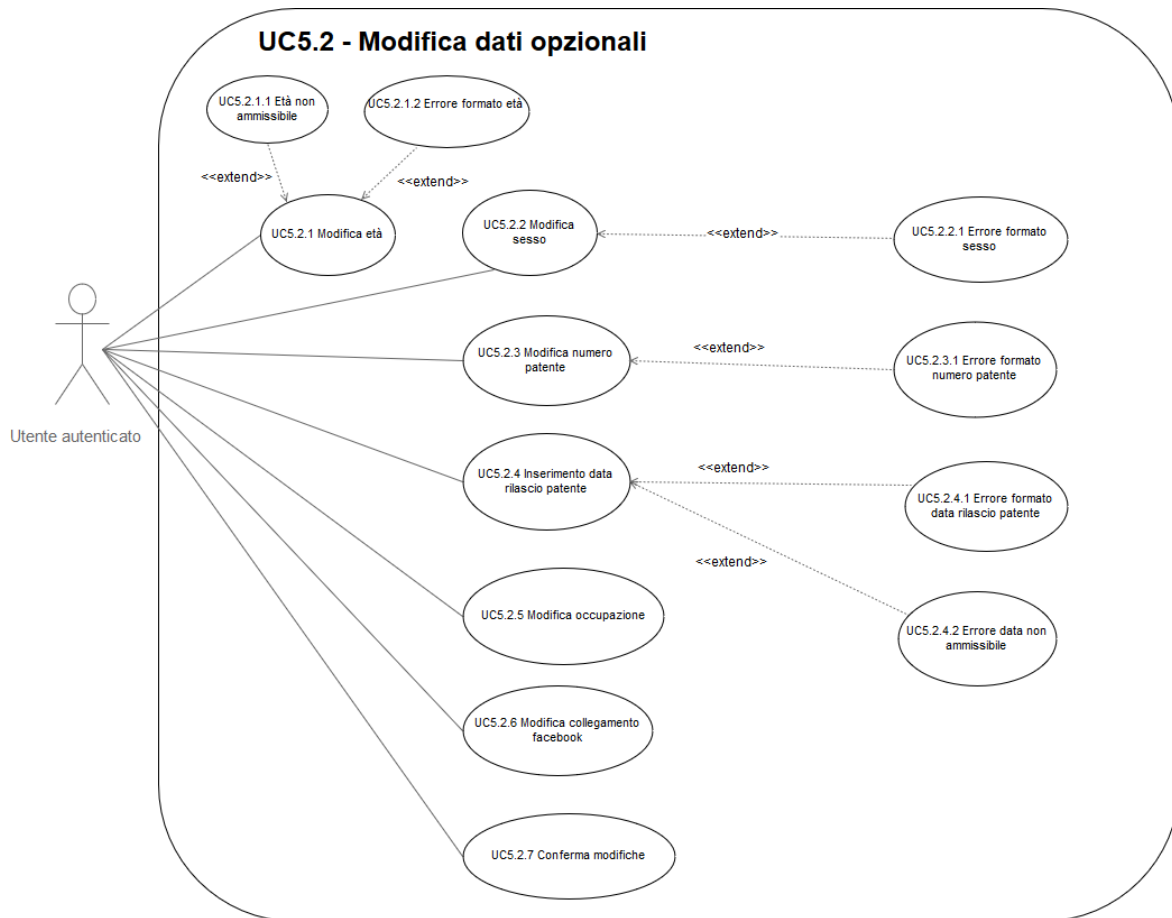 UC5.2 - Modifica dati opzionali
UC5.2.1.1 Età non
ammissibile
UC5.2.1.2 Errore formato età
<<extend>>
<<extend>>
UC5.2.1 Modifica età
UC5.2.2 Modifica
sesso
<<extend>>
UC5.2.2.1 Errore formato
sesso
UC5.2.3 Modifica numero
patente
<<extend>>
UC5.2.3.1 Errore formato
numero patente
Utente autenticato
UC5.2.4 Inserimento data
rilascio patente
<<extend>>
UC5.2.4.1 Errore formato
data rilascio patente
<<extend>>
UC5.2.4.2 Errore data non
ammissibile
UC5.2.5 Modifica occupazione
UC5.2.6 Modifica collegamento
facebook
UC5.2.7 Conferma modifiche